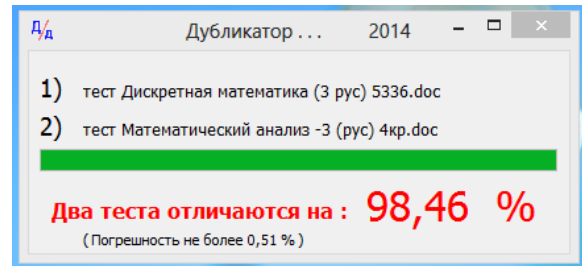 Д/д Дубликатор . . . 2014
1) тест Дискретная математика (3 рус) 5336.doc
2) тест Математический анализ -3 (рус) 4кр.doc
Два теста отличаются на : 98,46 %
( Погрешность не более 0,51 % )